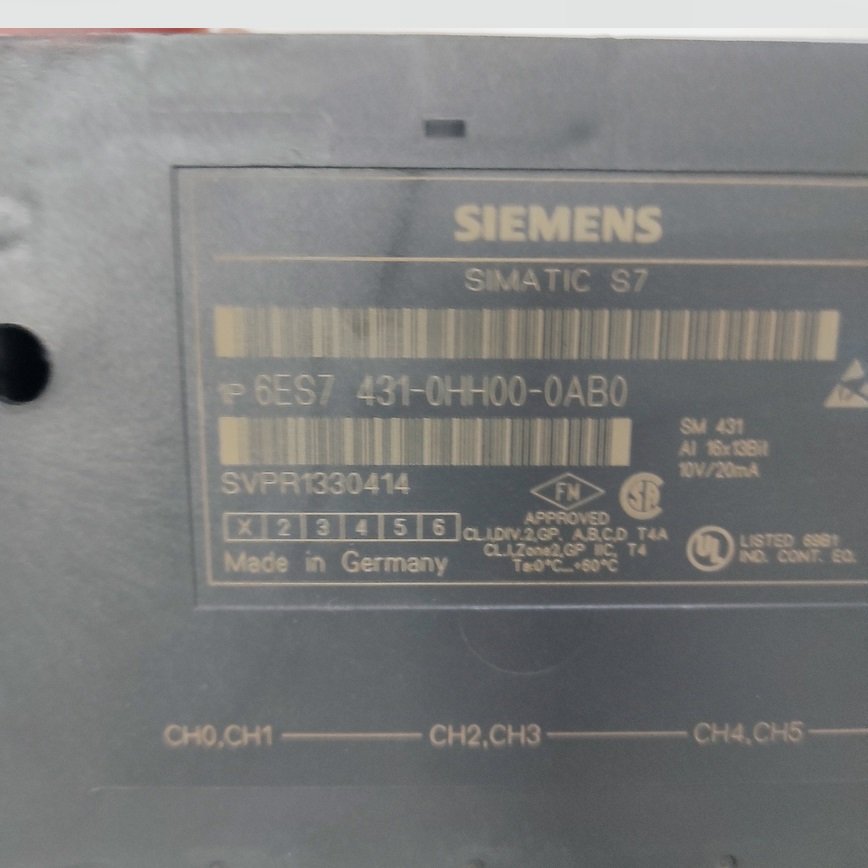 SIEMENS
SIMATIC S7
1P 6ES7 431-0HH00-0AB0
SM 431
AI 16x13Bit
10V/20mA
SVPR1330414
X 2 3 4 5 6
Made in Germany
FM
APPROVED
CL.I,DIV.2,GP. A,B,C,D T4A
CL.I,Zone2,GP IIC, T4
Ta:0°C...+60°C
UL
LISTED
IND. CONT. EQ.
CH0,CH1
CH2,CH3
CH4,CH5